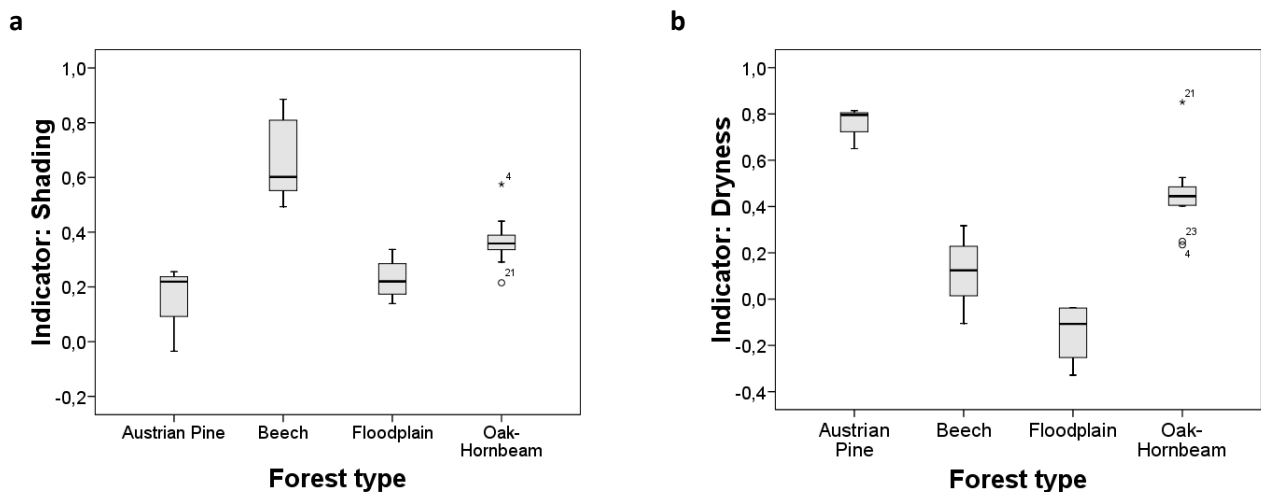 a
Indicator: Shading
1,0
0,8
0,6
0,4
0,2
0,0
-0,2
4
21
Austrian Pine
Beech
Floodplain
Oak-
Hornbeam
Forest type
b
Indicator: Dryness
1,0
0,8
0,6
0,4
0,2
0,0
-0,2
-0,4
21
23
4
Austrian
Pine
Beech
Floodplain
Oak-
Hornbeam
Forest type